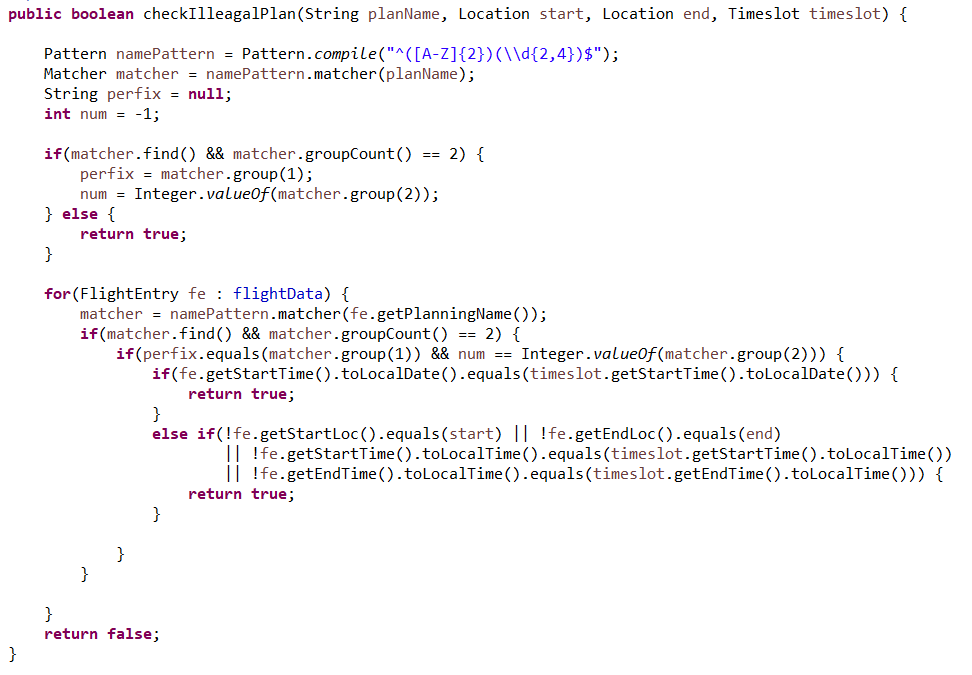 public boolean checkIlleagalPlan(String planName, Location start, Location end, Timeslot timeslot) {
Pattern namePattern = Pattern.compile("^([A-Z]{2})(\\d{2,4})$");
Matcher matcher = namePattern.matcher(planName);
String perfix = null;
int num = -1;
if(matcher.find() && matcher.groupCount() == 2) {
perfix = matcher.group(1);
num = Integer.valueOf(matcher.group(2));
} else {
return true;
}
for(FlightEntry fe : flightData) {
matcher = namePattern.matcher(fe.getPlanningName());
if(matcher.find() && matcher.groupCount() == 2) {
if(perfix.equals(matcher.group(1)) && num == Integer.valueOf(matcher.group(2))) {
if(fe.getStartTime().toLocalDate().equals(timeslot.getStartTime().toLocalDate())) {
return true;
}
else if(!fe.getStartLoc().equals(start) || !fe.getEndLoc().equals(end)
|| !fe.getStartTime().toLocalTime().equals(timeslot.getStartTime().toLocalTime())
|| !fe.getEndTime().toLocalTime().equals(timeslot.getEndTime().toLocalTime())) {
return true;
}
}
}
}
return false;
}